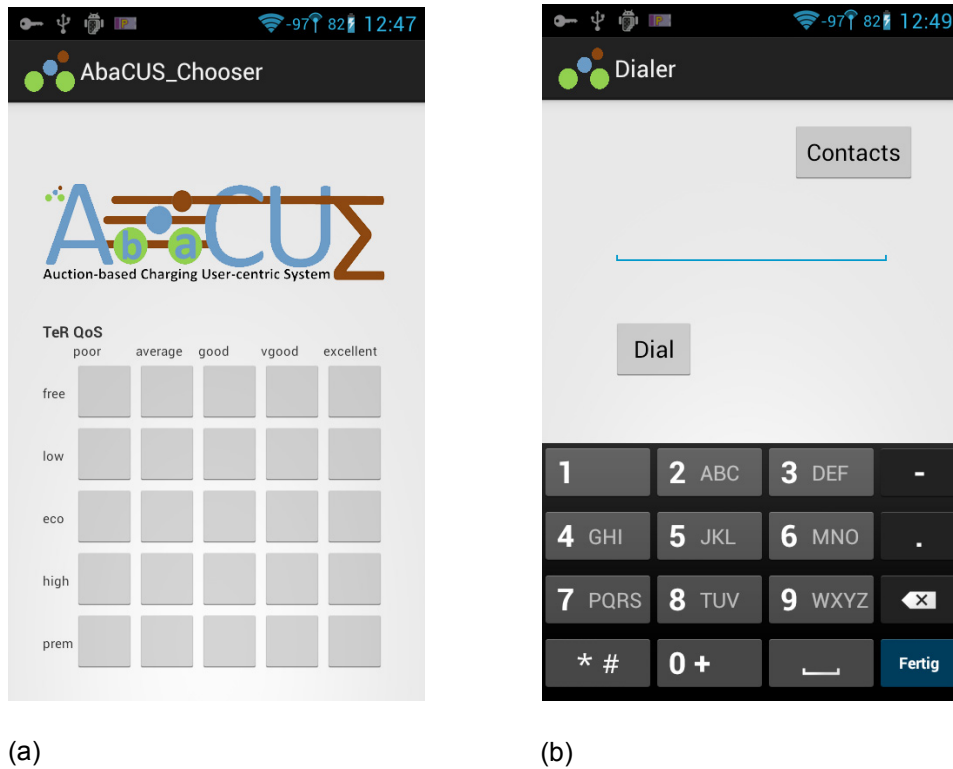 -97 82 12:47
AbaCUS_Chooser
AbaCUΣ
Auction-based Charging User-centric System
TeR QoS
poor average good vgood excellent
free
low
eco
high
prem
(a)
-97 82 12:49
Dialer
Contacts
Dial
1 2 ABC 3 DEF -
4 GHI 5 JKL 6 MNO .
7 PQRS 8 TUV 9 WXYZ
* # 0 + Fertig
(b)